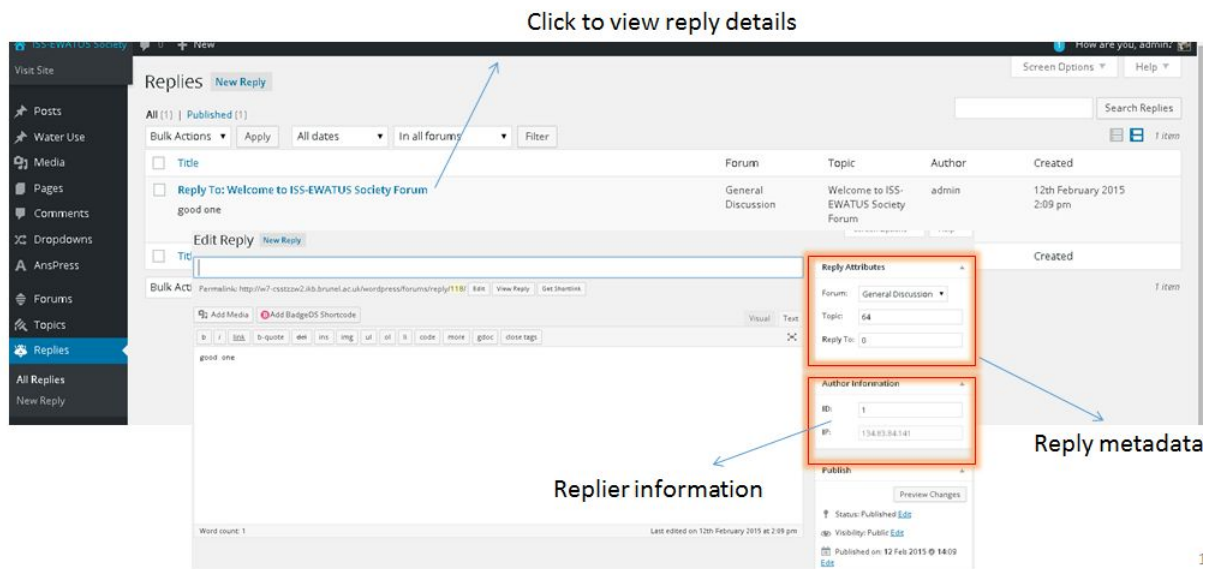 Click to view reply details
ISS-EWATUS Society 0 + New How are you, admin?
Visit Site
Screen Options Help
Replies New Reply
Posts
All (1) | Published (1)
Search Replies
Water Use
Bulk Actions Apply All dates In all forums Filter
1 item
Media
Title Forum Topic Author Created
Pages
Reply To: Welcome to ISS-EWATUS Society Forum
General Discussion
Welcome to ISS-EWATUS Society Forum
admin
12th February 2015
2:09 pm
good one
Comments
Dropdowns
AnsPress
Forums
Topics
Replies
All Replies
New Reply
Created
Bulk Acti
1 item
Edit Reply New Reply
Permalink: http://w7-csstzzw2.ikb.brunel.ac.uk/wordpress/forums/reply/118/ Edit View Reply Get Shortlink
Add Media Add BadgeOS Shortcode
Visual Text
b i link b-quote del ins img ul ol li code more gdoc close tags
good one
Word count: 1
Last edited on 12th February 2015 at 2:09 pm
Reply Attributes
Forum: General Discussion
Topic: 64
Reply To: 0
Author Information
ID: 1
IP: 134.83.84.141
Publish
Preview Changes
Status: Published Edit
Visibility: Public Edit
Published on: 12 Feb 2015 @ 14:09
Edit
Reply metadata
Replier information
1